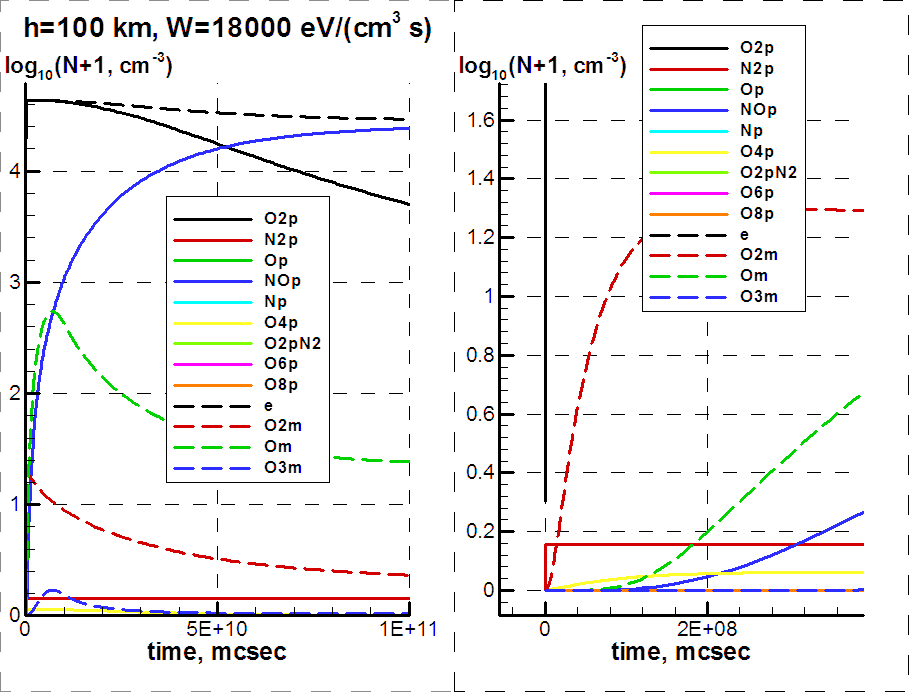 h=100 km, W=18000 eV/(cm³ s)
log₁₀(N+1, cm⁻³)
4
3
2
1
0
O2p
N2p
Op
NOp
Np
O4p
O2pN2
O6p
O8p
e
O2m
Om
O3m
0 5E+10 1E+11
time, mcsec
log₁₀(N+1, cm⁻³)
1.6
1.4
1.2
1
0.8
0.6
0.4
0.2
0
O2p
N2p
Op
NOp
Np
O4p
O2pN2
O6p
O8p
e
O2m
Om
O3m
0 2E+08
time, mcsec